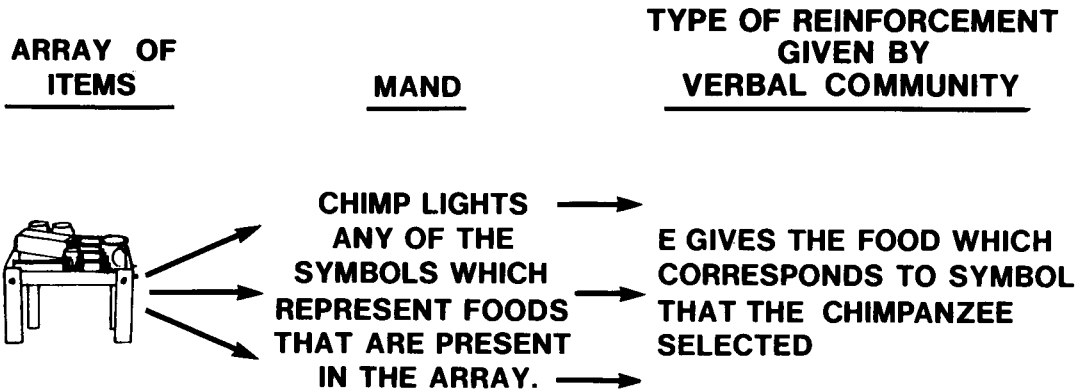 ARRAY OF
ITEMS
MAND
TYPE OF REINFORCEMENT
GIVEN BY
VERBAL COMMUNITY
CHIMP LIGHTS
ANY OF THE
SYMBOLS WHICH
REPRESENT FOODS
THAT ARE PRESENT
IN THE ARRAY.
E GIVES THE FOOD WHICH
CORRESPONDS TO SYMBOL
THAT THE CHIMPANZEE
SELECTED